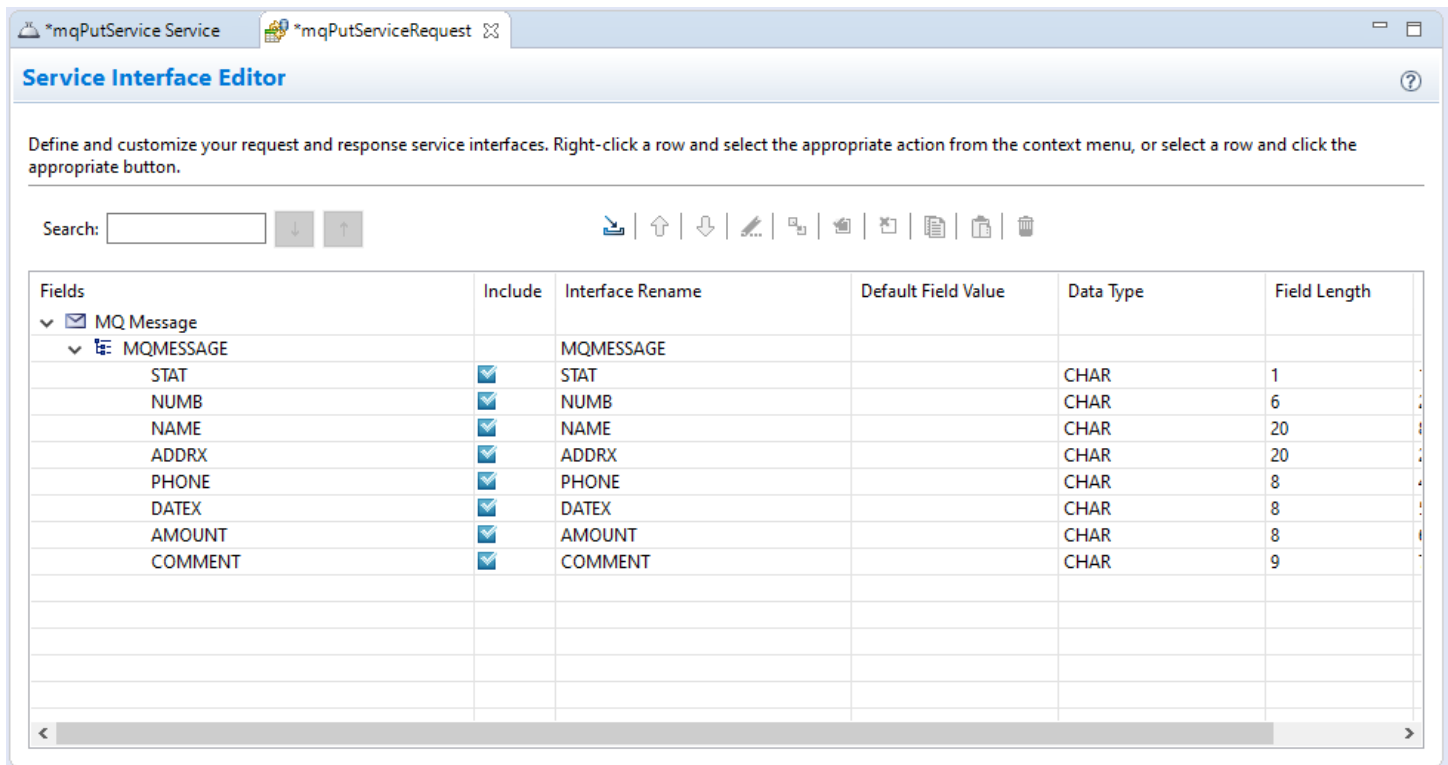 *mqPutService Service *mqPutServiceRequest
Service Interface Editor
Define and customize your request and response service interfaces. Right-click a row and select the appropriate action from the context menu, or select a row and click the
appropriate button.
Search:
Fields Include Interface Rename Default Field Value Data Type Field Length
MQ Message
MQMESSAGE MQMESSAGE
STAT STAT CHAR 1
NUMB NUMB CHAR 6
NAME NAME CHAR 20
ADDRX ADDRX CHAR 20
PHONE PHONE CHAR 8
DATEX DATEX CHAR 8
AMOUNT AMOUNT CHAR 8
COMMENT COMMENT CHAR 9